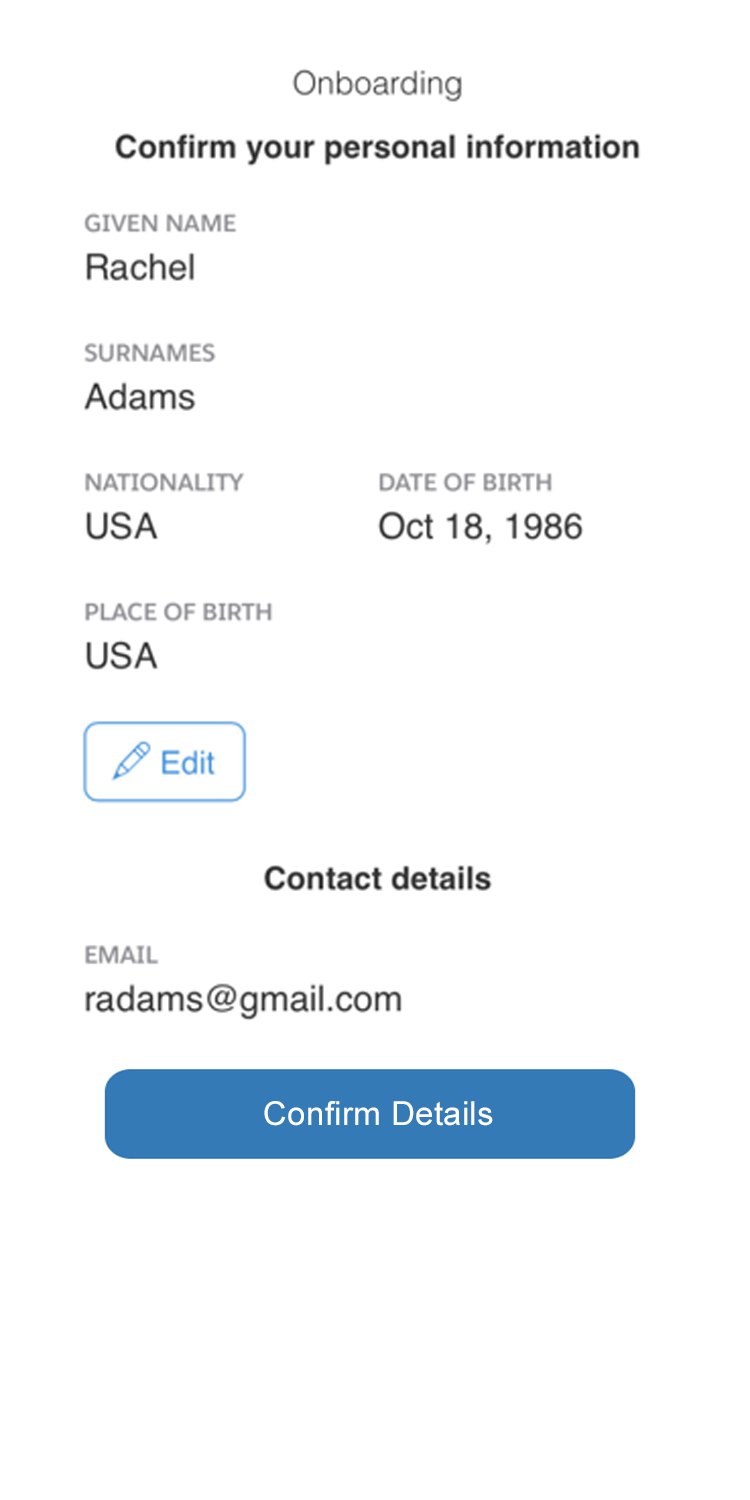 Onboarding
Confirm your personal information
GIVEN NAME
Rachel
SURNAMES
Adams
NATIONALITY
USA
DATE OF BIRTH
Oct 18, 1986
PLACE OF BIRTH
USA
Edit
Contact details
EMAIL
radams@gmail.com
Confirm Details